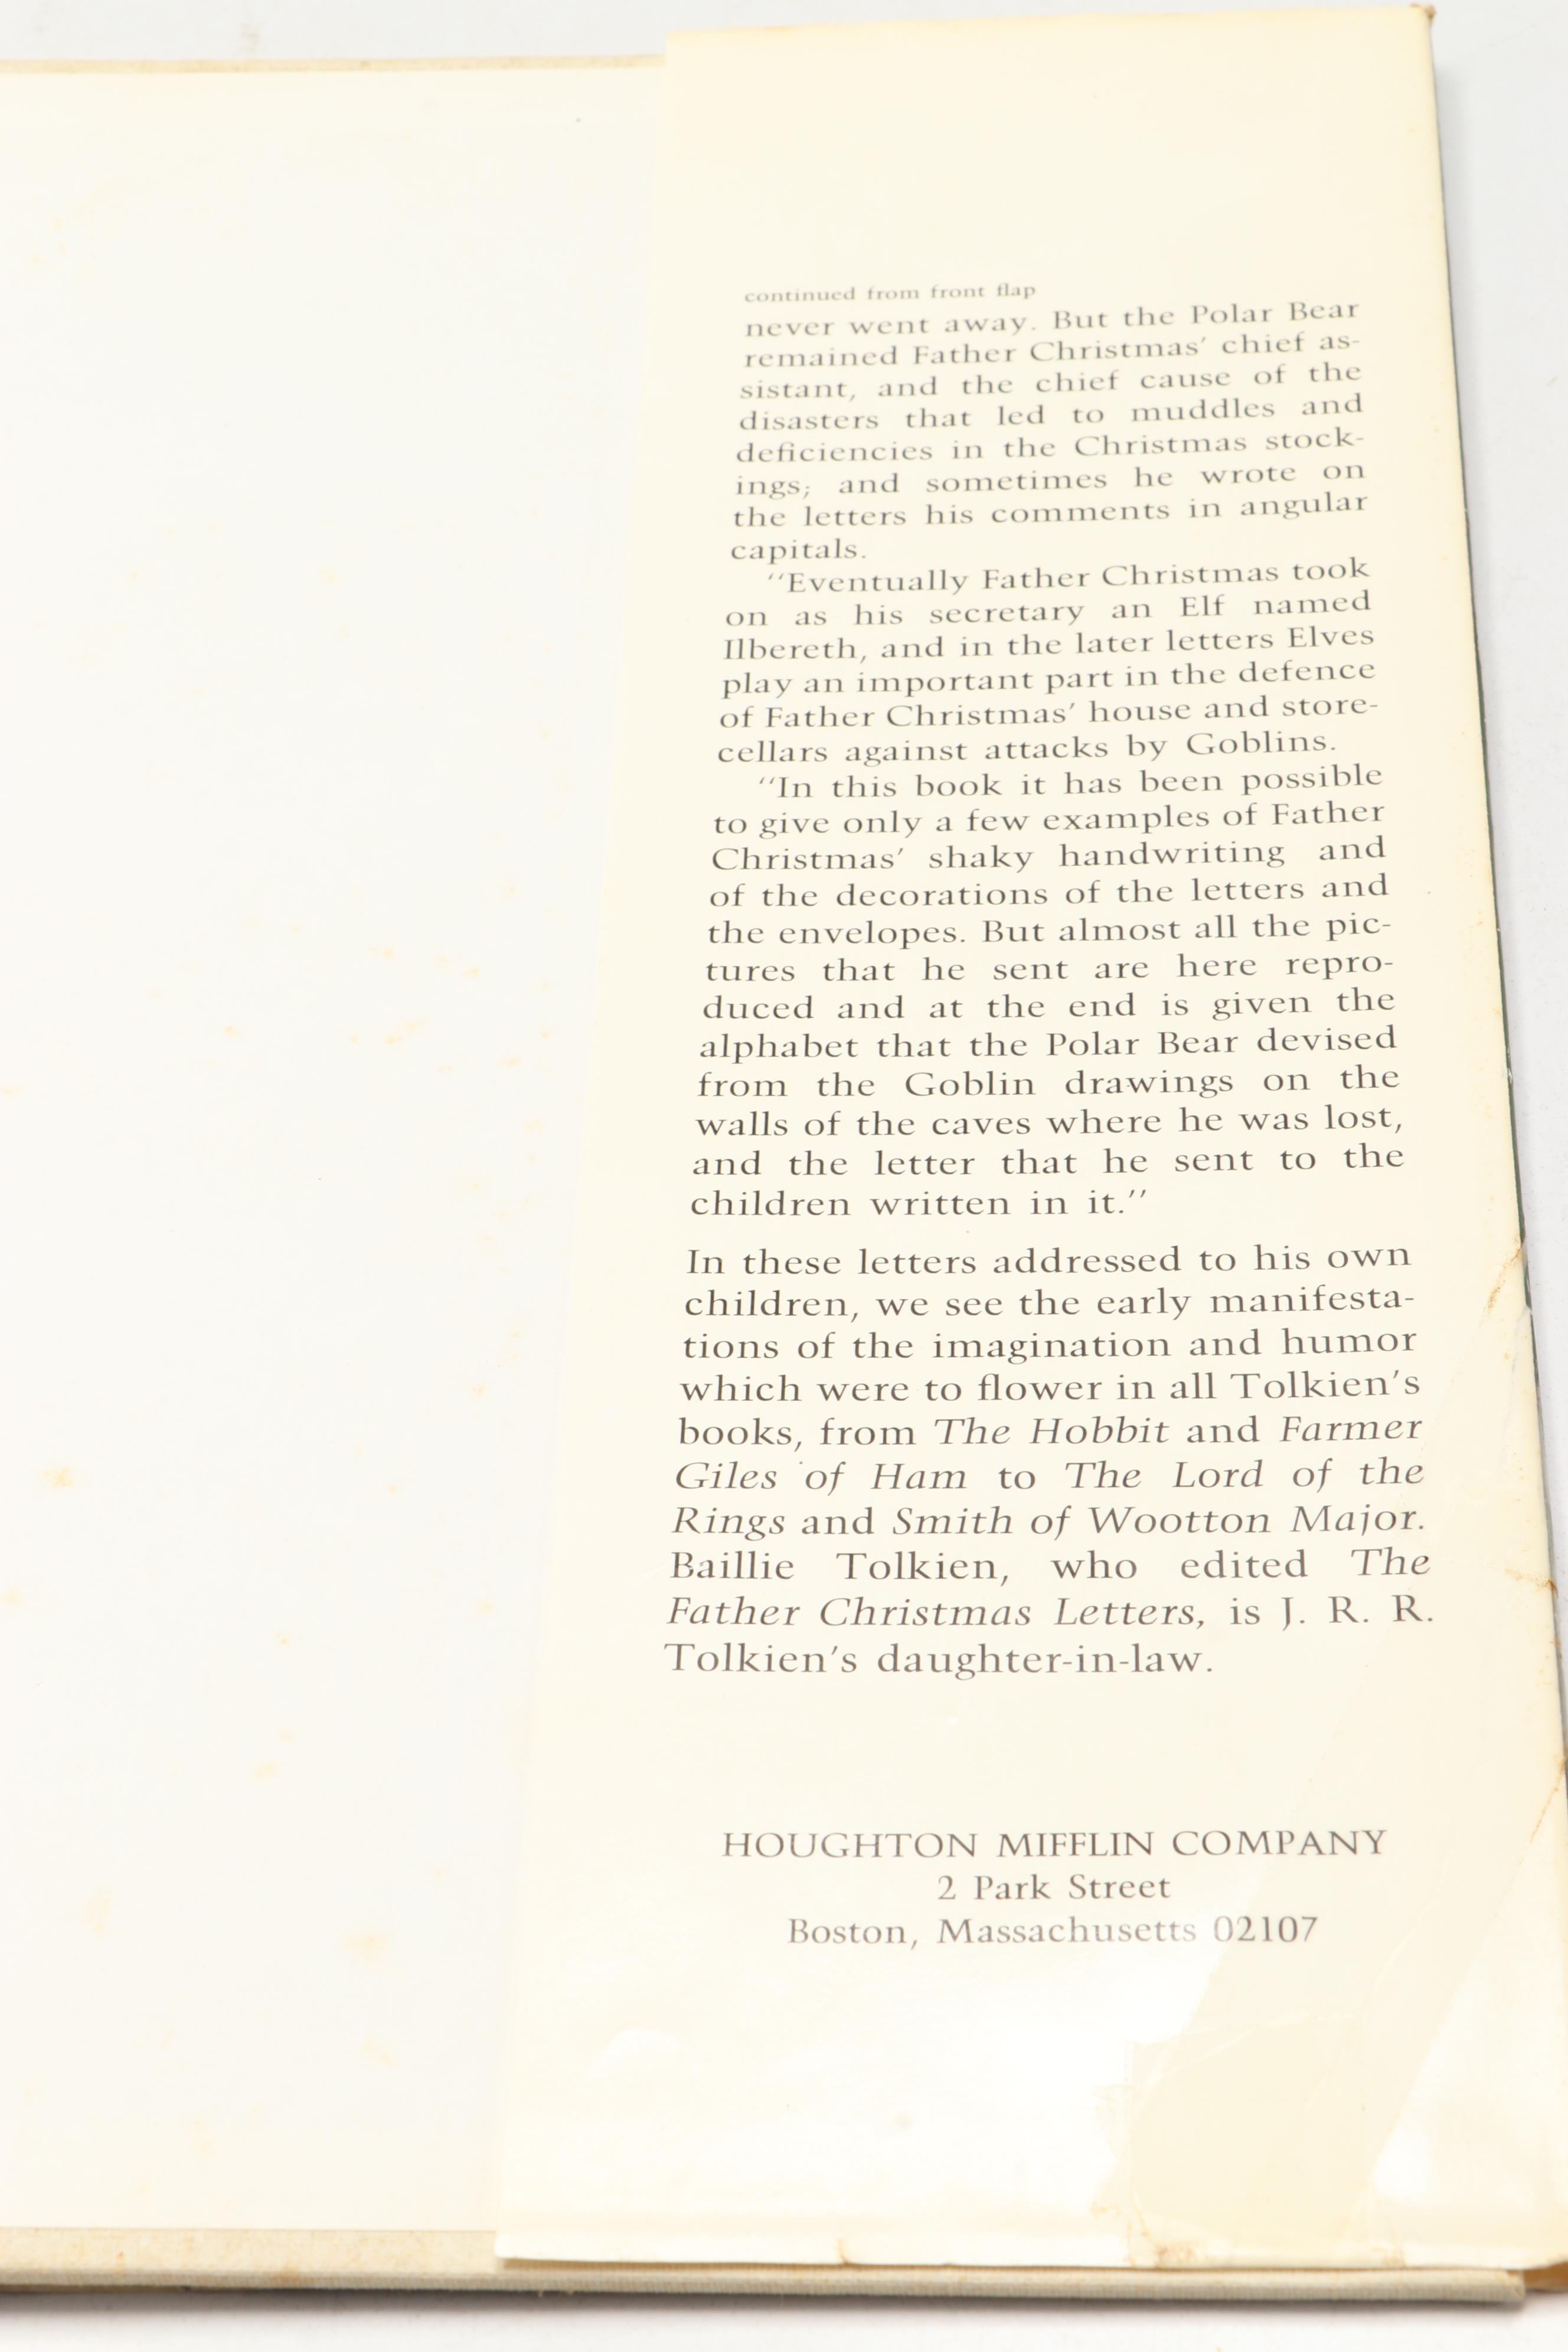 continued from front flap
never went away. But the Polar Bear
remained Father Christmas' chief as-
sistant, and the chief cause of the
disasters that led to muddles and
deficiencies in the Christmas stock-
ings; and sometimes he wrote on
the letters his comments in angular
capitals.
"Eventually Father Christmas took
on as his secretary an Elf named
Ilbereth, and in the later letters Elves
play an important part in the defence
of Father Christmas' house and store-
cellars against attacks by Goblins.
"In this book it has been possible
to give only a few examples of Father
Christmas' shaky handwriting and
of the decorations of the letters and
the envelopes. But almost all the pic-
tures that he sent are here repro-
duced and at the end is given the
alphabet that the Polar Bear devised
from the Goblin drawings on the
walls of the caves where he was lost,
and the letter that he sent to the
children written in it."
In these letters addressed to his own
children, we see the early manifesta-
tions of the imagination and humor
which were to flower in all Tolkien's
books, from The Hobbit and Farmer
Giles of Ham to The Lord of the
Rings and Smith of Wootton Major.
Baillie Tolkien, who edited The
Father Christmas Letters, is J. R. R.
Tolkien's daughter-in-law.
HOUGHTON MIFFLIN COMPANY
2 Park Street
Boston, Massachusetts 02107